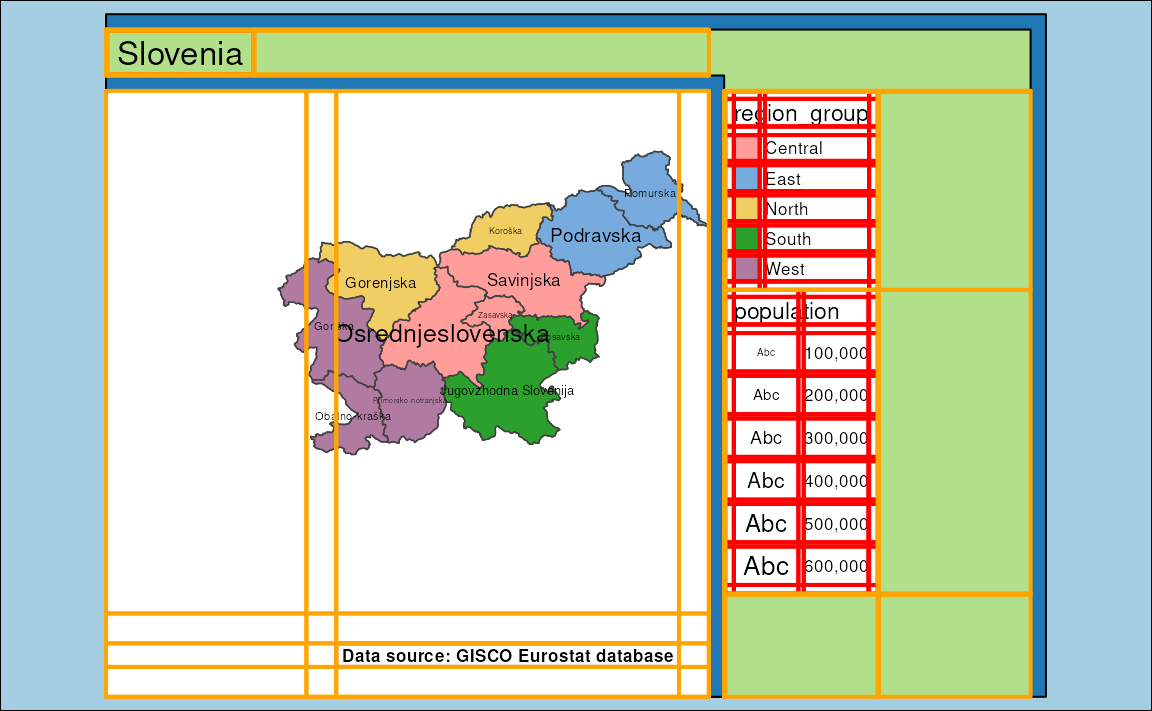 Slovenia
region group
Central
East
North
South
West
population
Abc 100,000
Abc 200,000
Abc 300,000
Abc 400,000
Abc 500,000
Abc 600,000
Pomurska
Koroška
Podravska
Gorenjska
Savinjska
Zasavska
Goriška
Osrednjeslovenska
Posavska
Jugovzhodna Slovenija
Primorsko-notranjska
Obalno-kraška
Data source: GISCO Eurostat database